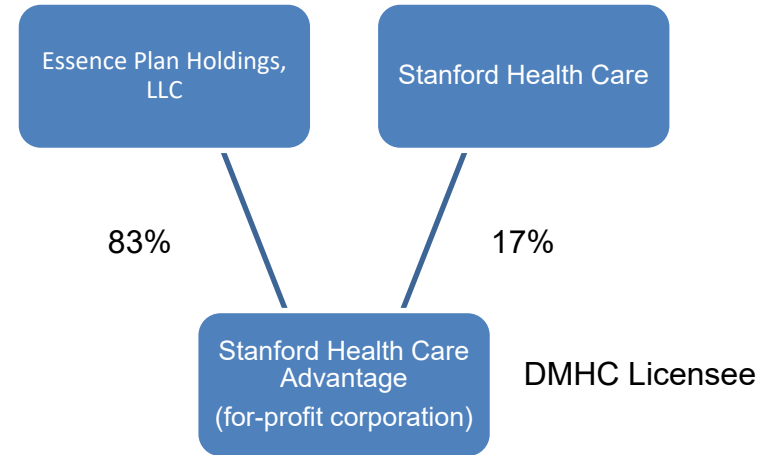 Essence Plan Holdings,
LLC
Stanford Health Care
83%
17%
Stanford Health Care
Advantage
(for-profit corporation)
DMHC Licensee